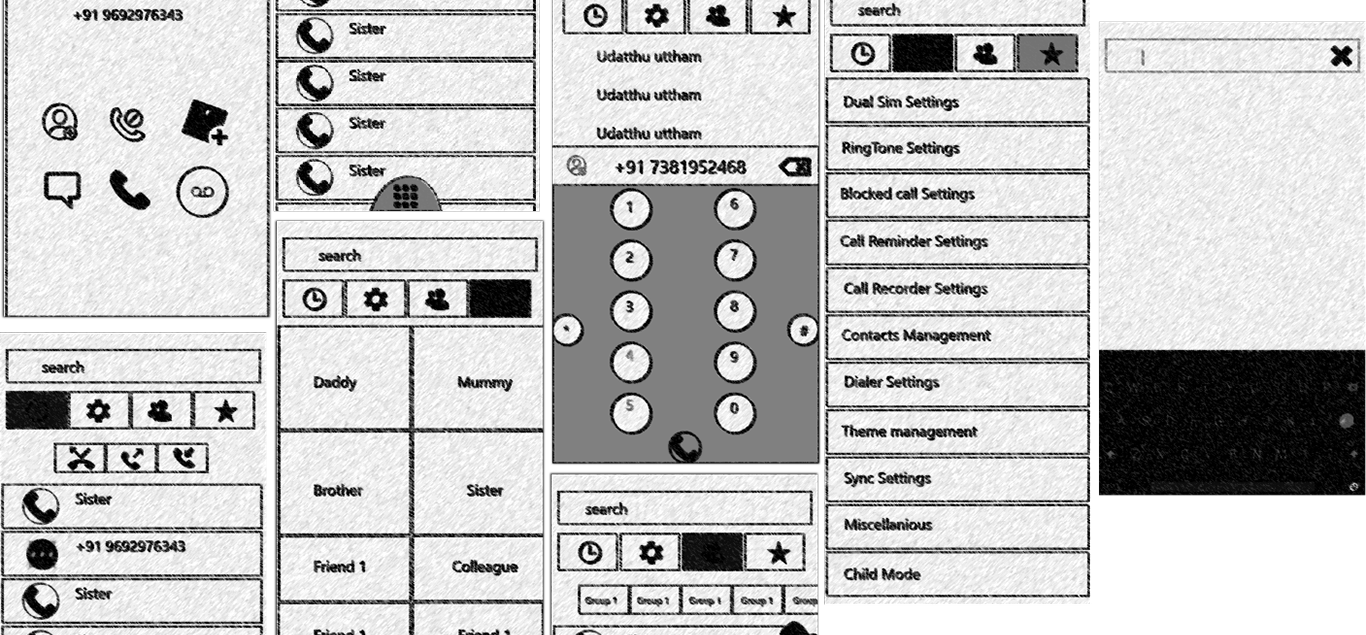 +91 9692976343
search
Sister
+91 9692976343
Sister
Sister
Sister
Sister
Sister
search
Daddy
Mummy
Brother
Sister
Friend 1
Colleague
Friend 1
Friend 1
Udatthu uttham
Udatthu uttham
Udatthu uttham
+91 7381952468
1
6
2
7
3
8
*
#
4
9
5
0
search
Group 1 Group 1 Group 1 Group 1 Group
search
Dual Sim Settings
RingTone Settings
Blocked call Settings
Call Reminder Settings
Call Recorder Settings
Contacts Management
Dialer Settings
Theme management
Sync Settings
Miscellanious
Child Mode